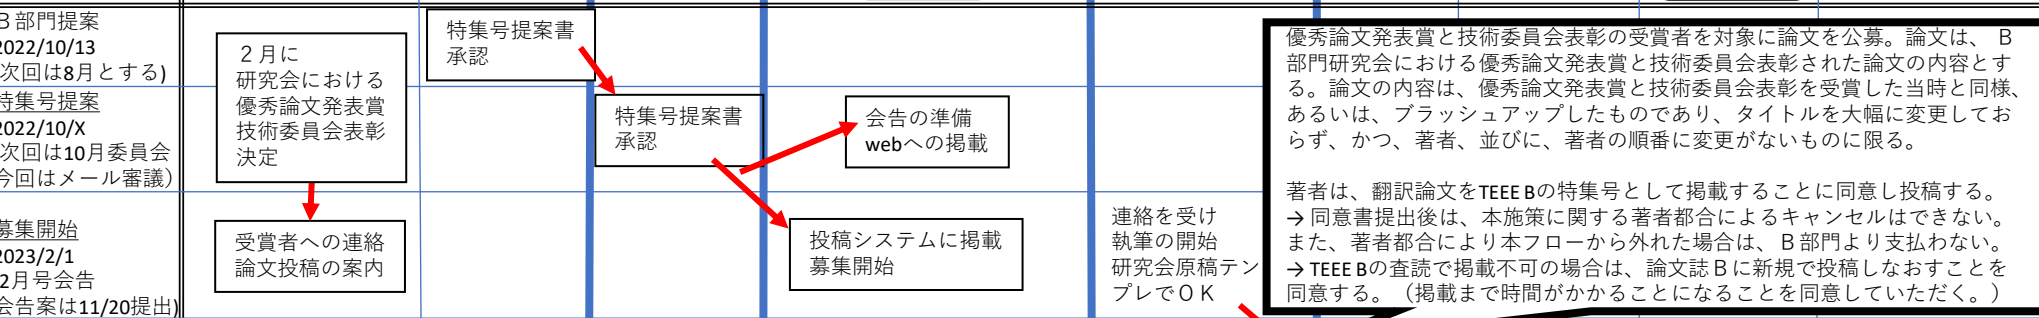 Ｂ部門提案
2022/10/13
次回は8月とする)
特集号提案
2022/10/X
次回は10月委員会
今回はメール審議）
募集開始
2023/2/1
2月号会告
会告案は11/20提出)
２月に
研究会における
優秀論文発表賞
技術委員会表彰
決定
受賞者への連絡
論文投稿の案内
特集号提案書
承認
特集号提案書
承認
会告の準備
webへの掲載
投稿システムに掲載
募集開始
連絡を受け
執筆の開始
研究会原稿テン
プレでＯＫ
優秀論文発表賞と技術委員会表彰の受賞者を対象に論文を公募。論文は、Ｂ
部門研究会における優秀論文発表賞と技術委員会表彰された論文の内容とす
る。論文の内容は、優秀論文発表賞と技術委員会表彰を受賞した当時と同様、
あるいは、ブラッシュアップしたものであり、タイトルを大幅に変更してお
らず、かつ、著者、並びに、著者の順番に変更がないものに限る。
著者は、翻訳論文をTEEE Bの特集号として掲載することに同意し投稿する。
→ 同意書提出後は、本施策に関する著者都合によるキャンセルはできない。
また、著者都合により本フローから外れた場合は、Ｂ部門より支払わない。
→ TEEE Bの査読で掲載不可の場合は、論文誌Ｂに新規で投稿しなおすことを
同意する。（掲載まで時間がかかることになることを同意していただく。）